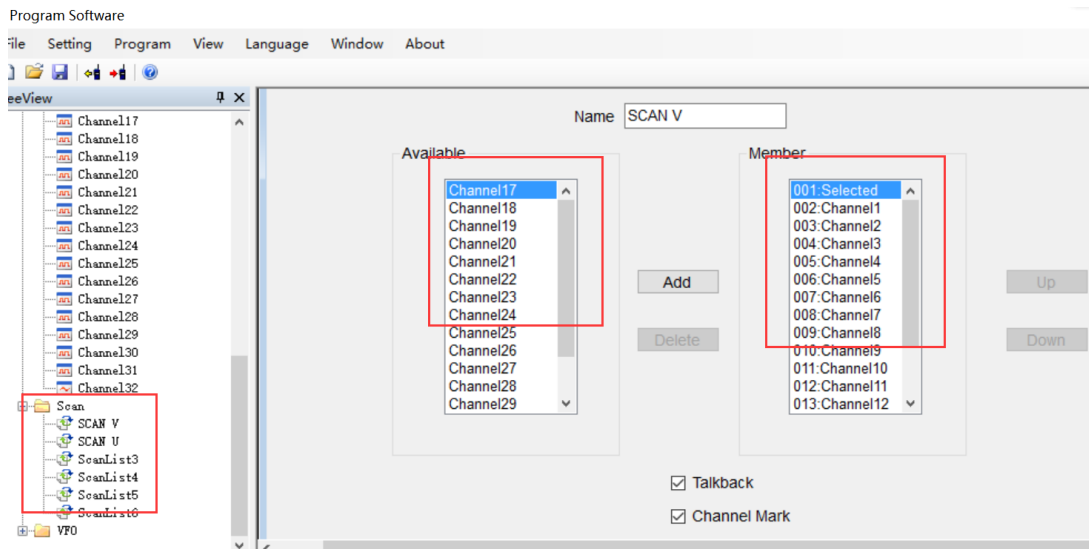 Program Software
File Setting Program View Language Window About
eeView
Channel17
Channel18
Channel19
Channel20
Channel21
Channel22
Channel23
Channel24
Channel25
Channel26
Channel27
Channel28
Channel29
Channel30
Channel31
Channel32
Scan
SCAN V
SCAN U
ScanList3
ScanList4
ScanList5
ScanList6
VFO
Name SCAN V
Available
Channel17
Channel18
Channel19
Channel20
Channel21
Channel22
Channel23
Channel24
Channel25
Channel26
Channel27
Channel28
Channel29
Add
Delete
Member
001:Selected
002:Channel1
003:Channel2
004:Channel3
005:Channel4
006:Channel5
007:Channel6
008:Channel7
009:Channel8
010:Channel9
011:Channel10
012:Channel11
013:Channel12
Up
Down
Talkback
Channel Mark